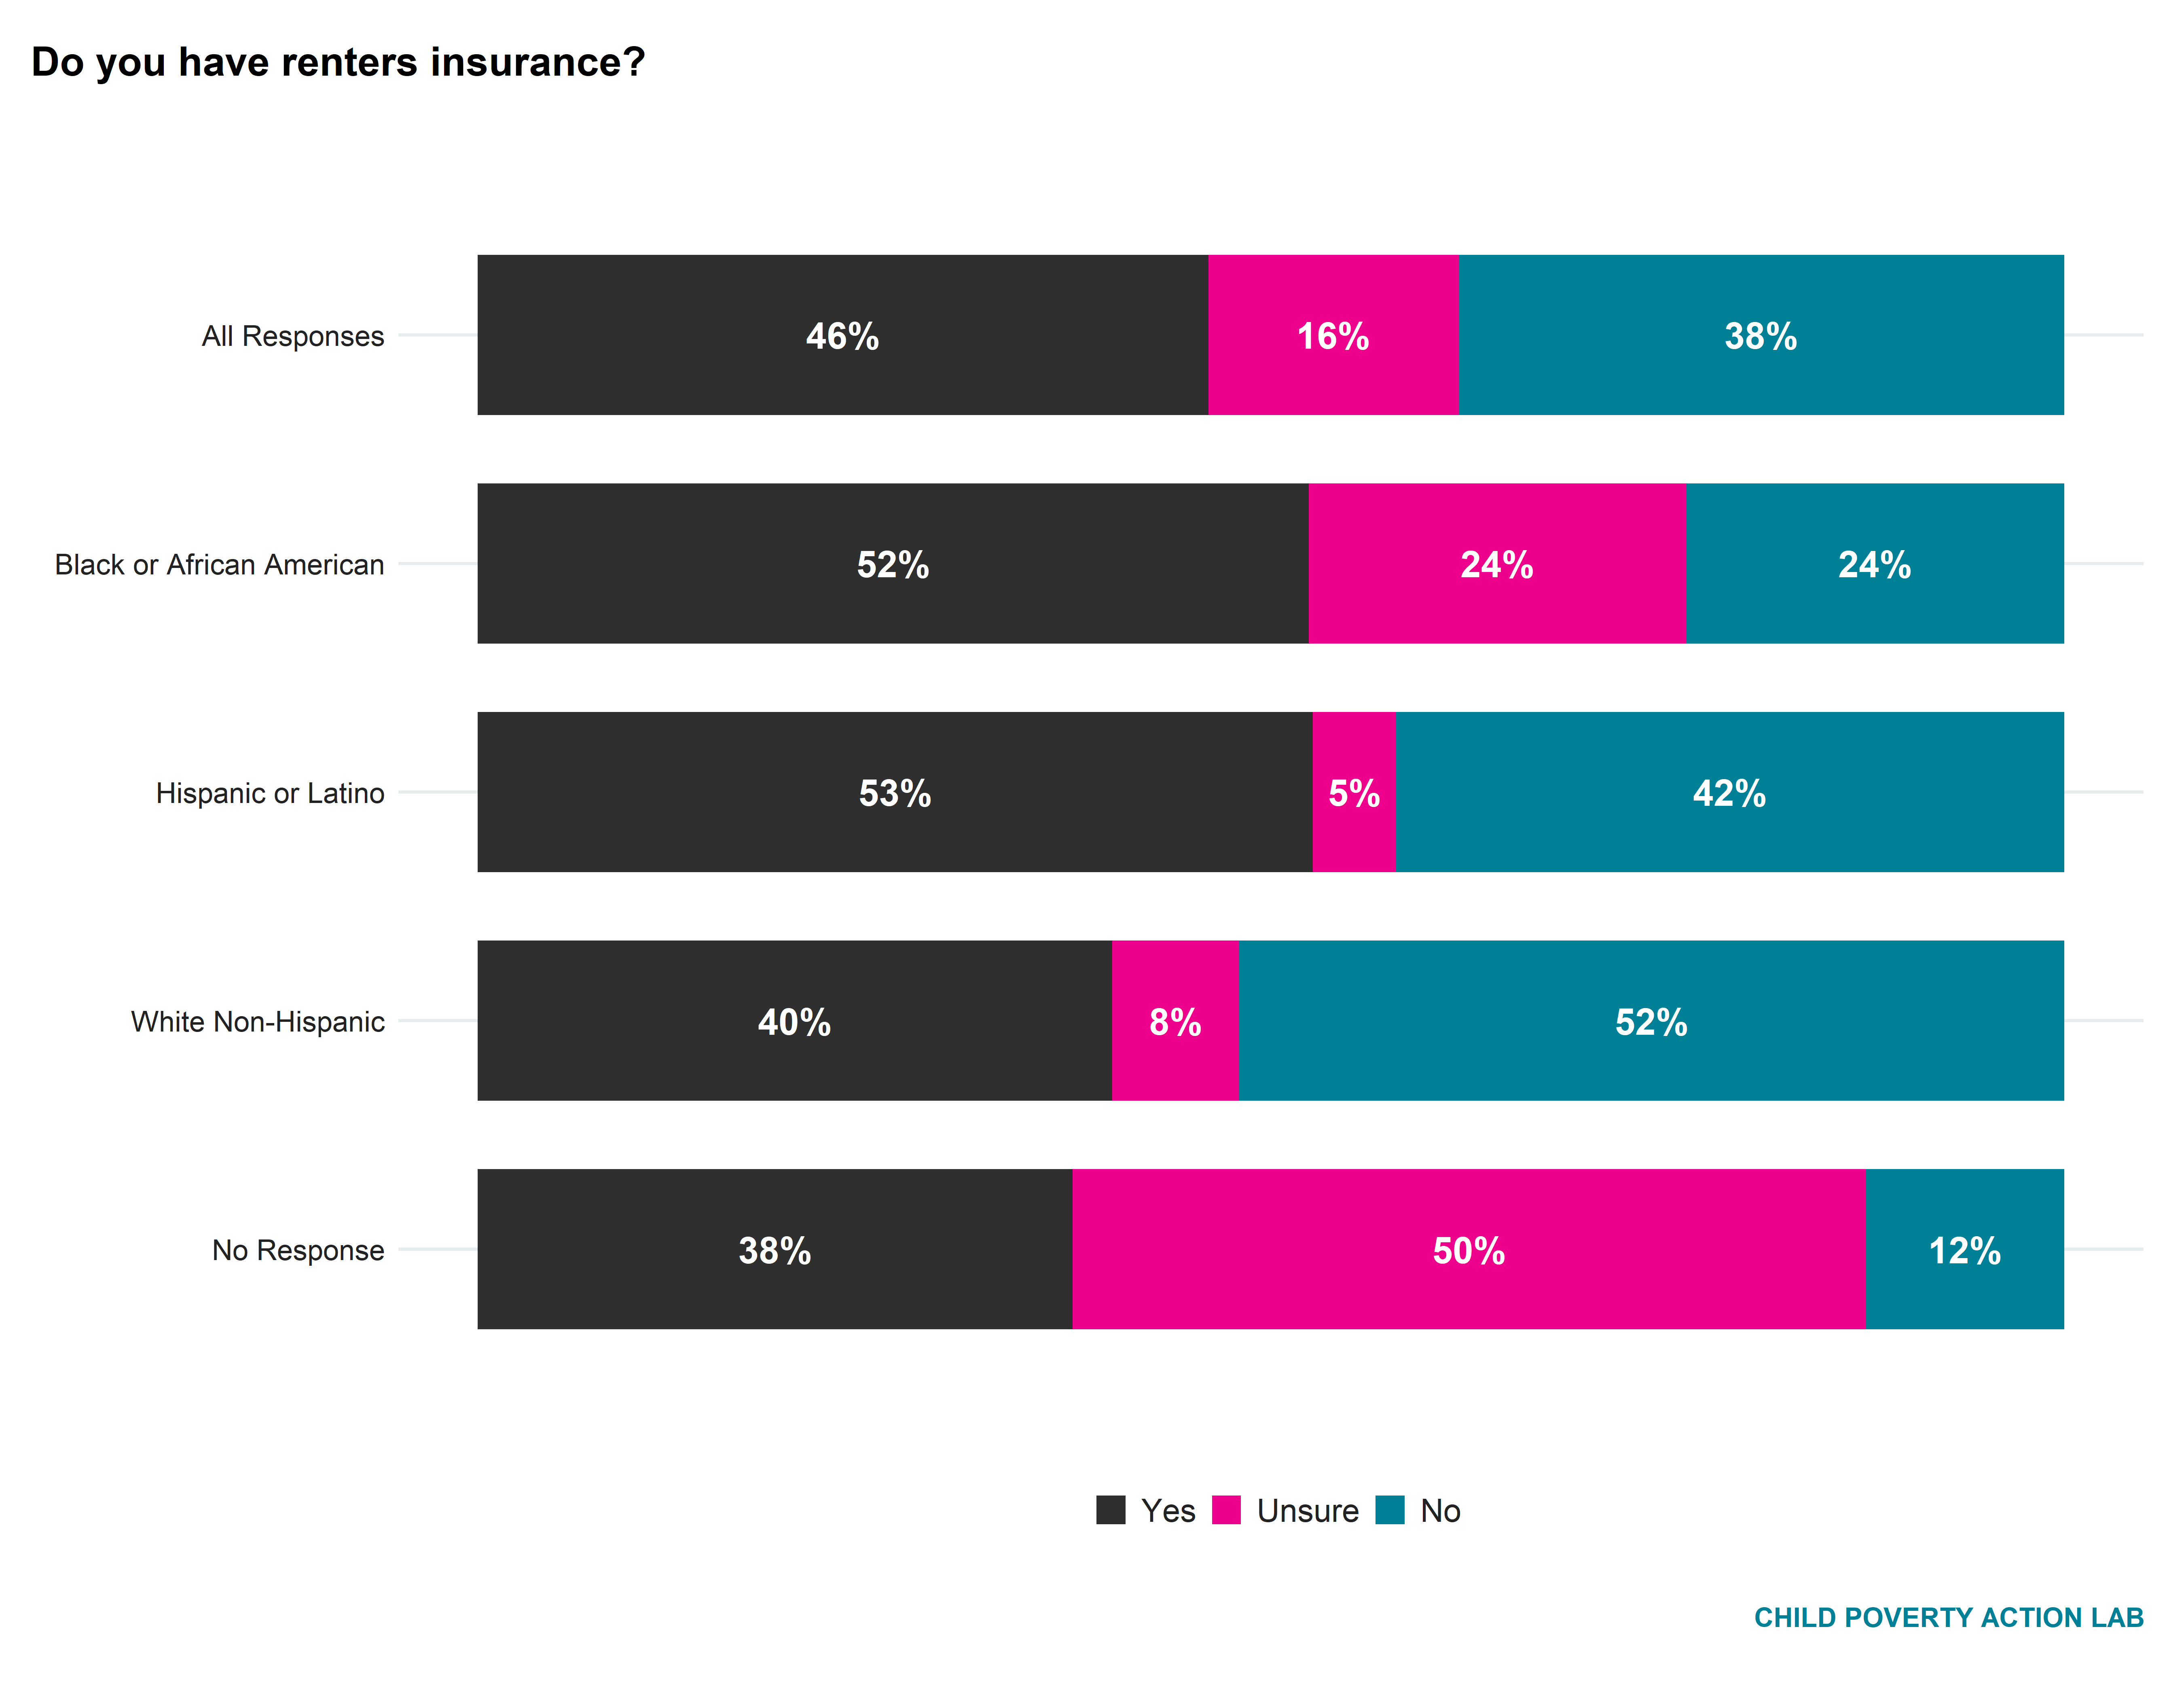 Do you have renters insurance?
All Responses
46%
16%
38%
Black or African American
52%
24%
24%
Hispanic or Latino
53%
5%
42%
White Non-Hispanic
40%
8%
52%
No Response
38%
50%
12%
Yes
Unsure
No
CHILD POVERTY ACTION LAB